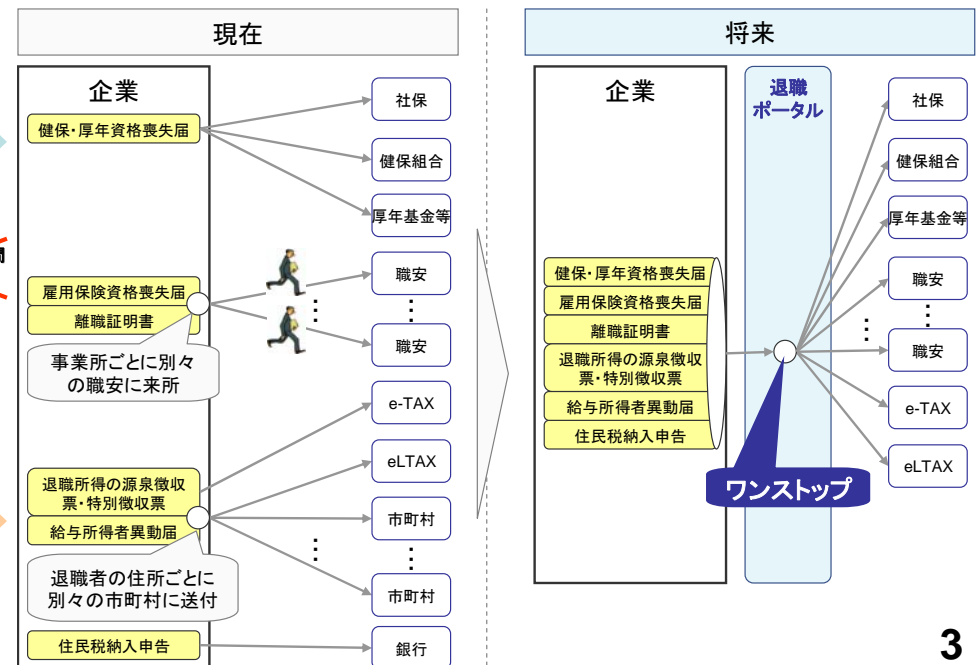 現在
企業
健保・厚年資格喪失届
社保
健保組合
厚年基金等
雇用保険資格喪失届
離職証明書
職安
⋮
⋮
職安
事業所ごとに別々
の職安に来所
e-TAX
eLTAX
退職所得の源泉徴収
票・特別徴収票
給与所得者異動届
市町村
⋮
⋮
市町村
退職者の住所ごとに
別々の市町村に送付
住民税納入申告
銀行
将来
企業
退職
ポータル
健保・厚年資格喪失届
雇用保険資格喪失届
離職証明書
退職所得の源泉徴収
票・特別徴収票
給与所得者異動届
住民税納入申告
ワンストップ
社保
健保組合
厚年基金等
職安
⋮
⋮
職安
e-TAX
eLTAX
3